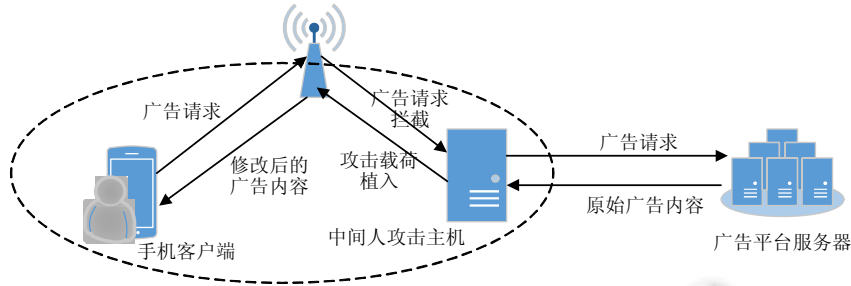 广告请求
广告请求
拦截
广告请求
修改后的
广告内容
攻击载荷
植入
原始广告内容
手机客户端
中间人攻击主机
广告平台服务器